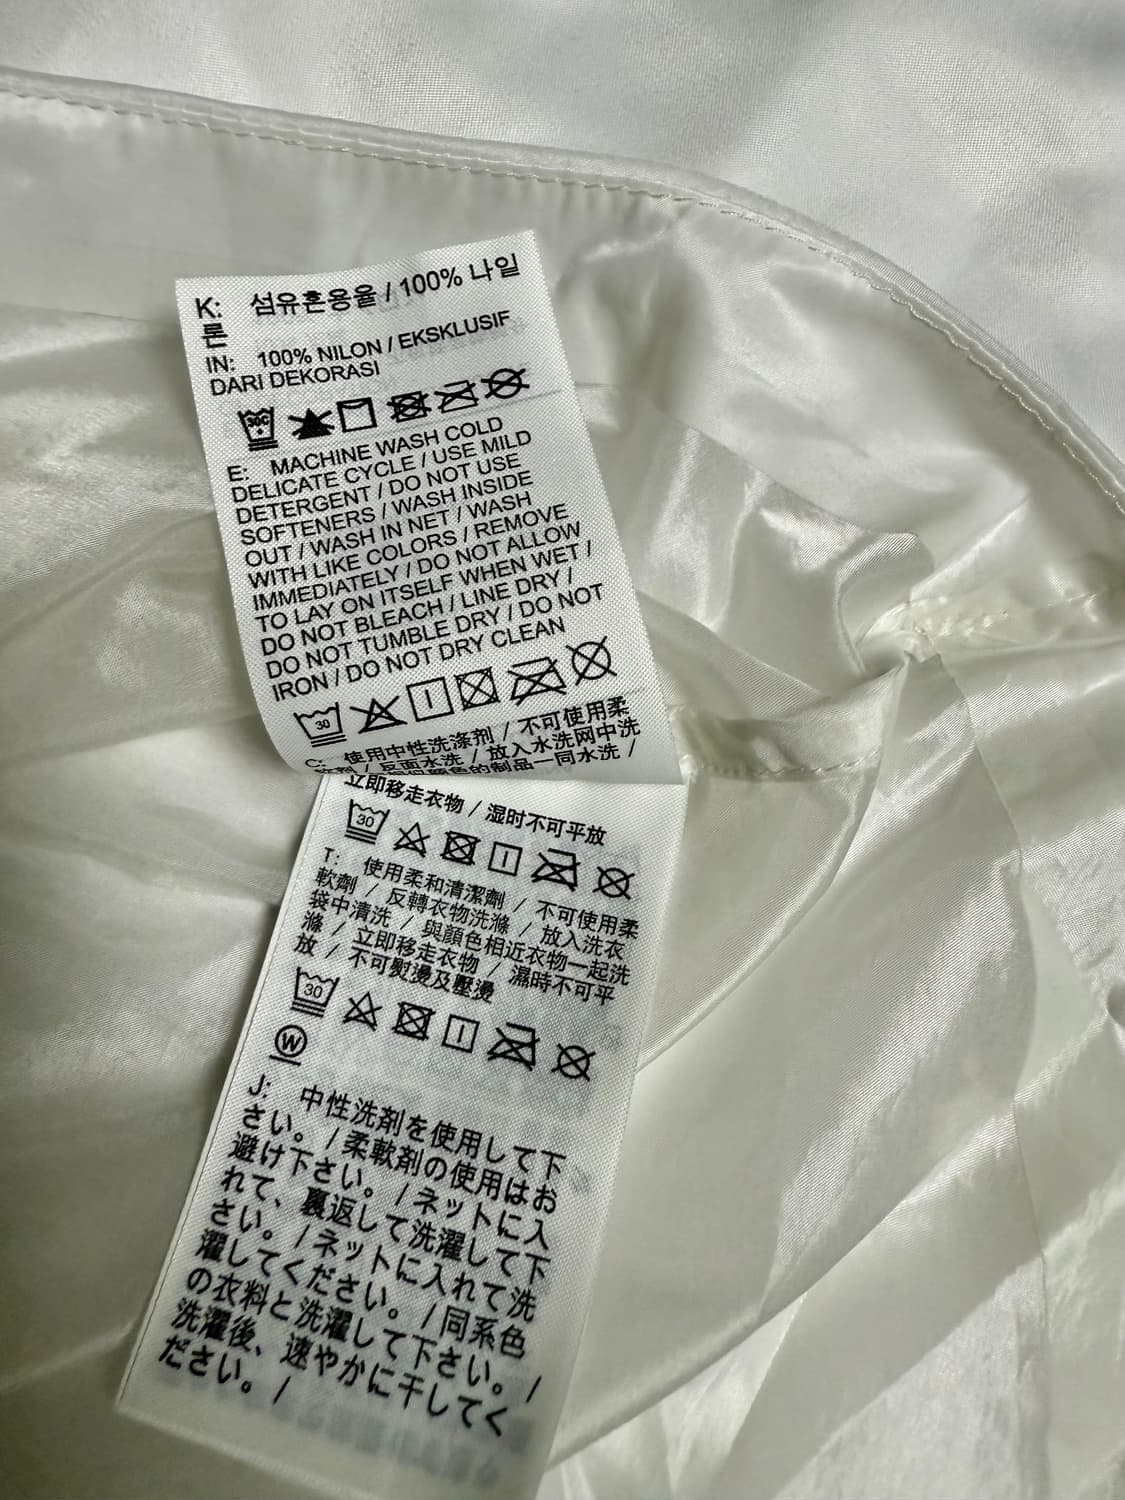 K: 섬유혼용율 / 100% 나일
론
IN: 100% NILON / EKSKLUSIF
DARI DEKORASI
30C
E: MACHINE WASH COLD
DELICATE CYCLE / USE MILD
DETERGENT / DO NOT USE
SOFTENERS / WASH INSIDE
OUT / WASH IN NET / WASH
WITH LIKE COLORS / REMOVE
IMMEDIATELY / DO NOT ALLOW
TO LAY ON ITSELF WHEN WET /
DO NOT BLEACH / LINE DRY /
DO NOT TUMBLE DRY / DO NOT
IRON / DO NOT DRY CLEAN
30
C: 使用中性洗涤剂 / 不可使用柔
软剂 / 反面水洗 / 放入水洗网中洗
颜色的制品一同水洗 /
立即移走衣物 / 湿时不可平放
30
T: 使用柔和清潔劑 / 不可使用柔
軟劑 / 反轉衣物洗滌 / 放入洗衣
袋中清洗 / 與顏色相近衣物一起洗
滌 / 立即移走衣物 / 濕時不可平
放 / 不可熨燙及壓燙
30
W
J: 中性洗剤を使用して下
さい。 / 柔軟剤の使用はお
避け下さい。 / ネットに入
れて、裏返して洗濯して下
さい。 / ネットに入れて洗
濯してください。 / 同系色
の衣料と洗濯して下さい。 /
洗濯後、速やかに干してく
ださい。 /